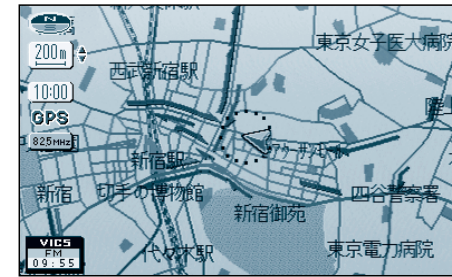 N
東京女子医大病院
200m
西武新宿駅
10:00
GPS
82.5MHz
新宿駅
新宿
切手の博物館
四谷警察署
新宿御苑
VICS
FM
09:55
代々木駅
東京電力病院